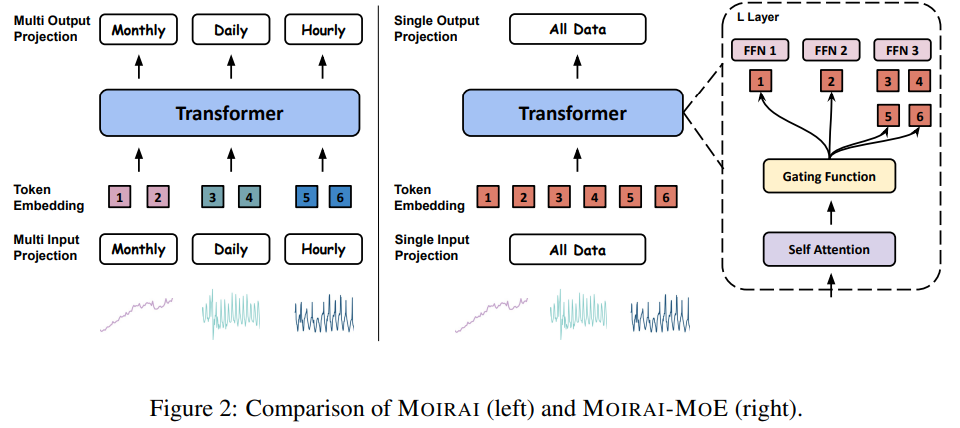 Multi Output
Projection
Monthly
Daily
Hourly
Transformer
Token
Embedding
1 2 3 4 5 6
Multi Input
Projection
Monthly
Daily
Hourly
Single Output
Projection
All Data
Transformer
Token
Embedding
1 2 3 4 5 6
Single Input
Projection
All Data
L Layer
FFN 1
FFN 2
FFN 3
1 2 3 4
5 6
Gating Function
Self Attention
Figure 2: Comparison of MOIRAI (left) and MOIRAI-MOE (right).